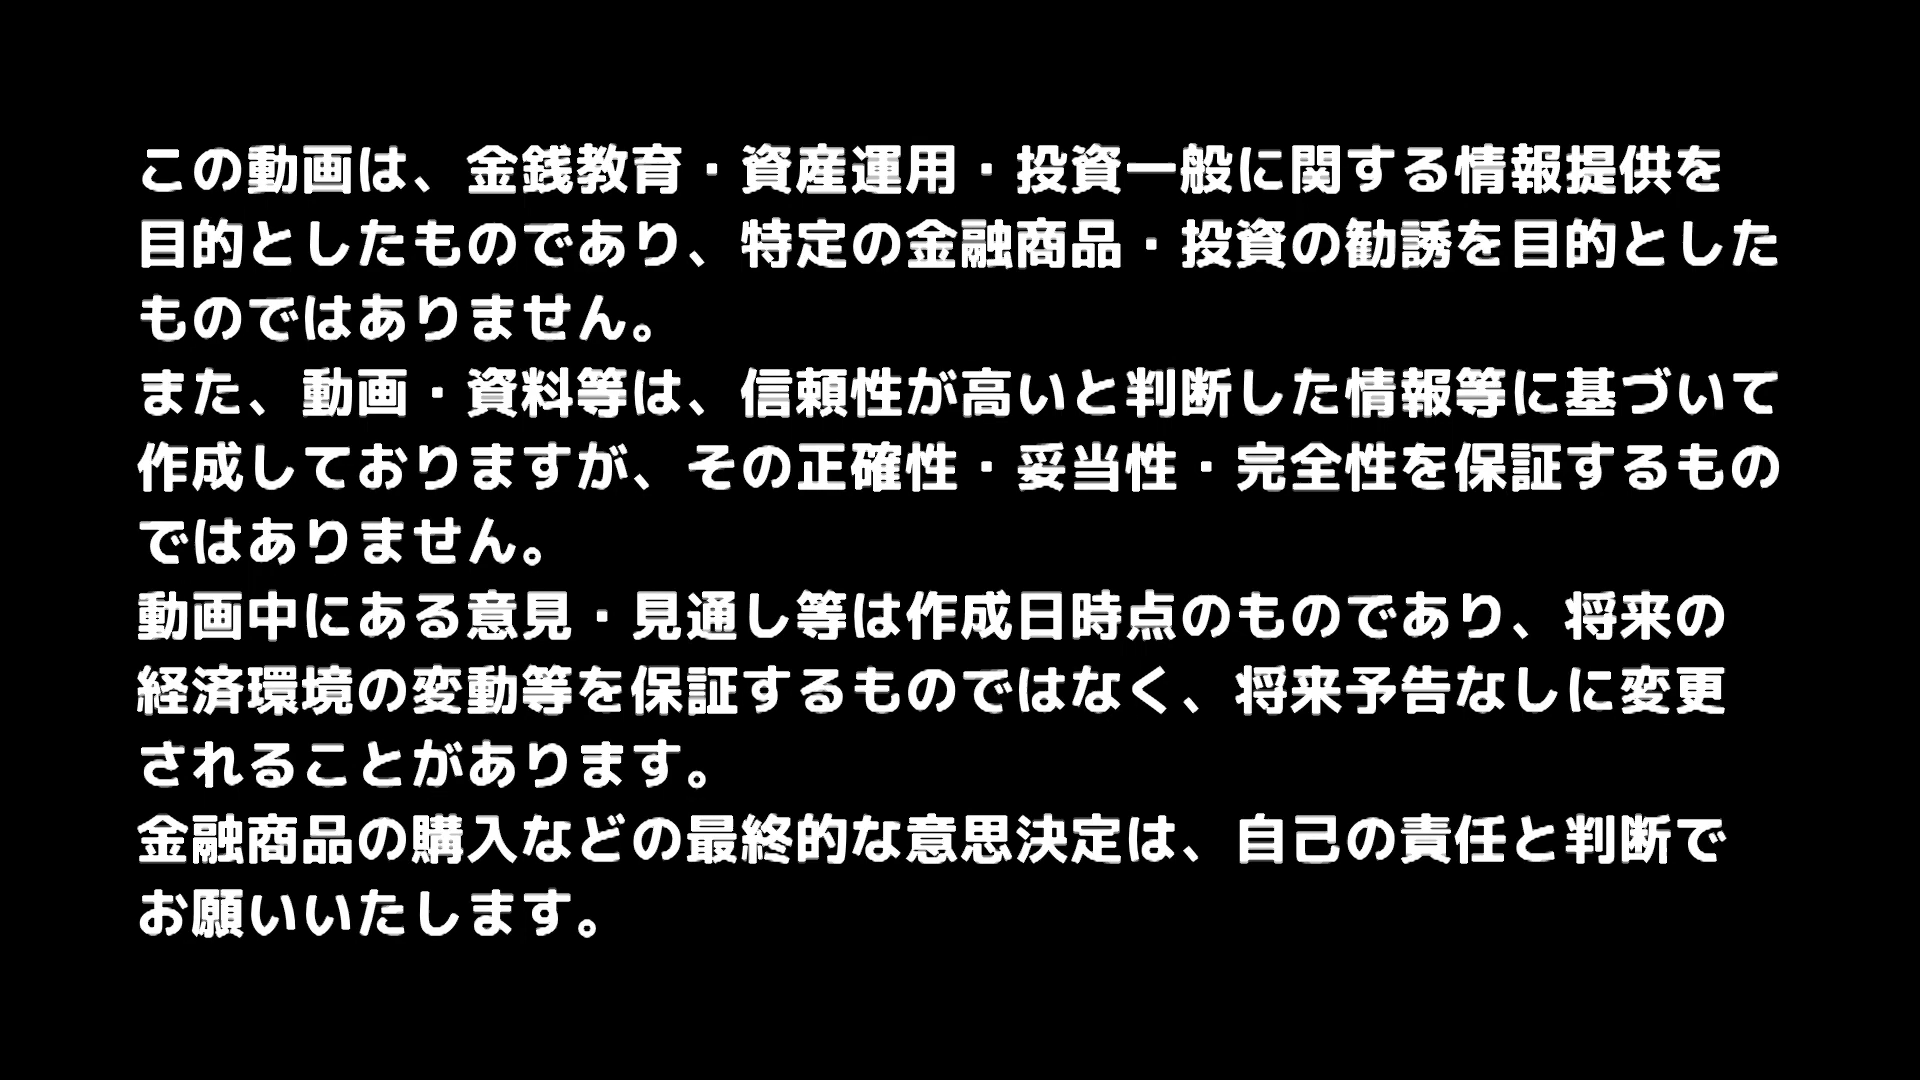 この動画は、金銭教育・資産運用・投資一般に関する情報提供を
目的としたものであり、特定の金融商品・投資の勧誘を目的とした
ものではありません。
また、動画・資料等は、信頼性が高いと判断した情報等に基づいて
作成しておりますが、その正確性・妥当性・完全性を保証するもの
ではありません。
動画中にある意見・見通し等は作成日時点のものであり、将来の
経済環境の変動等を保証するものではなく、将来予告なしに変更
されることがあります。
金融商品の購入などの最終的な意思決定は、自己の責任と判断で
お願いいたします。